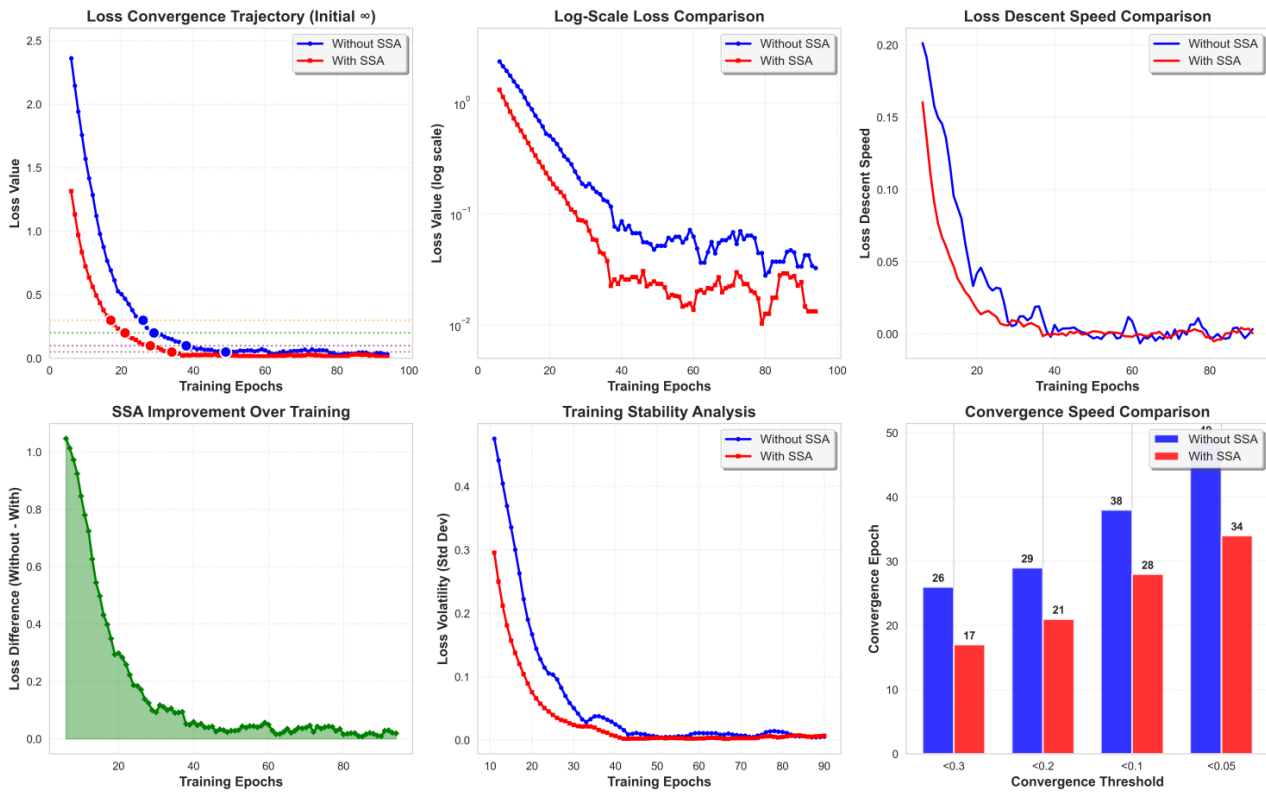 Loss Convergence Trajectory (Initial ∞)
Loss Value
2.5
2.0
1.5
1.0
0.5
0.0
Without SSA
With SSA
0
20
40
60
80
100
Training Epochs
Log-Scale Loss Comparison
Loss Value (log scale)
10⁰
10⁻¹
10⁻²
Without SSA
With SSA
0
20
40
60
80
100
Training Epochs
Loss Descent Speed Comparison
Loss Descent Speed
0.20
0.15
0.10
0.05
0.00
Without SSA
With SSA
20
40
60
80
Training Epochs
SSA Improvement Over Training
Loss Difference (Without - With)
1.0
0.8
0.6
0.4
0.2
0.0
20
40
60
80
Training Epochs
Training Stability Analysis
Loss Volatility (Std Dev)
0.4
0.3
0.2
0.1
0.0
Without SSA
With SSA
10
20
30
40
50
60
70
80
90
Training Epochs
Convergence Speed Comparison
Convergence Epoch
50
40
30
20
10
0
Without SSA
With SSA
26
17
29
21
38
28
34
<0.3
<0.2
<0.1
<0.05
Convergence Threshold